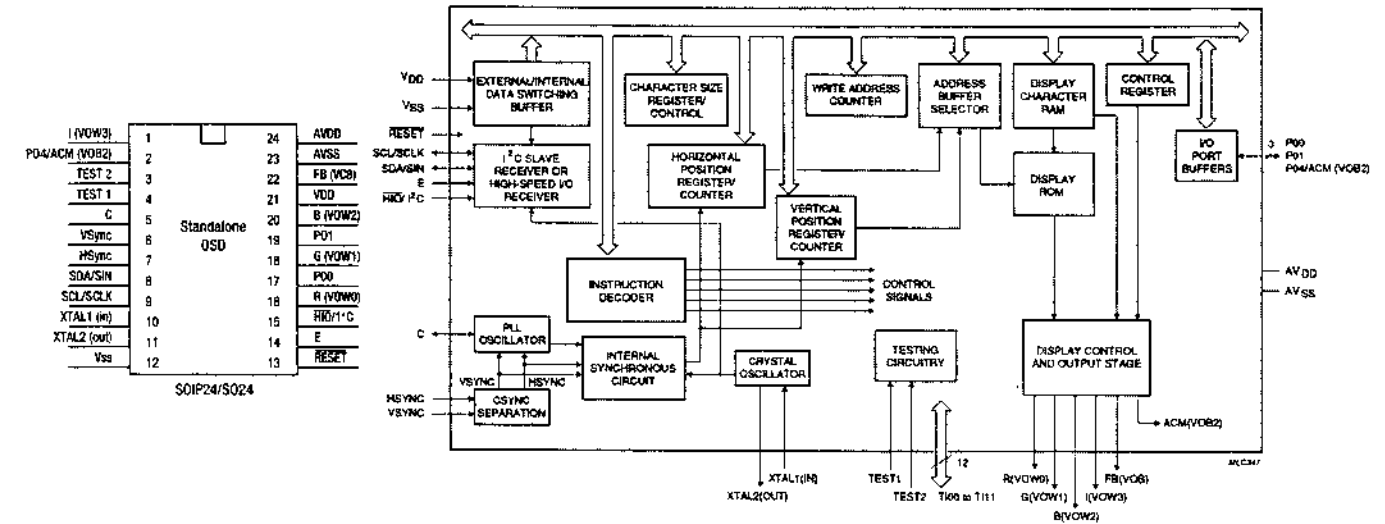 I (VOW3) 1 24 AVDD
PO4/ACM (VOB2) 2 23 AVSS
TEST 2 3 22 FB (VCB)
TEST 1 4 21 VDD
C 5 20 B (VOW2)
VSync 6 19 PO1
HSync 7 18 G (VOW1)
SDA/SIN 8 17 POO
SCL/SCLK 9 16 R (VOW0)
XTAL1 (in) 10 15 HIO/I²C
XTAL2 (out) 11 14 E
Vss 12 13 RESET
Standalone
OSD
SDIP24/SO24
VDD
VSS
RESET
SCL/SCLK
SDA/SIN
E
HIO/ I²C
C
HSYNC
VSYNC
EXTERNAL/INTERNAL
DATA SWITCHING
BUFFER
I²C SLAVE
RECEIVER OR
HIGH-SPEED I/O
RECEIVER
CHARACTER SIZE
REGISTER/
CONTROL
HORIZONTAL
POSITION
REGISTER/
COUNTER
WRITE ADDRESS
COUNTER
VERTICAL
POSITION
REGISTER/
COUNTER
ADDRESS
BUFFER
SELECTOR
DISPLAY
CHARACTER
RAM
CONTROL
REGISTER
DISPLAY
ROM
I/O
PORT
BUFFERS
3 P00
P01
P04/ACM (VOB2)
AVDD
AVSS
INSTRUCTION
DECODER
CONTROL
SIGNALS
PLL
OSCILLATOR
VSYNC HSYNC
CSYNC
SEPARATION
INTERNAL
SYNCHRONOUS
CIRCUIT
CRYSTAL
OSCILLATOR
TESTING
CIRCUITRY
DISPLAY CONTROL
AND OUTPUT STAGE
ACM(VOB2)
12
MLC347
XTAL1(IN)
XTAL2(OUT)
TEST1
TEST2
TI00 to TI11
R(VOW0)
G(VOW1)
B(VOW2)
I(VOW3)
FB(VOB)